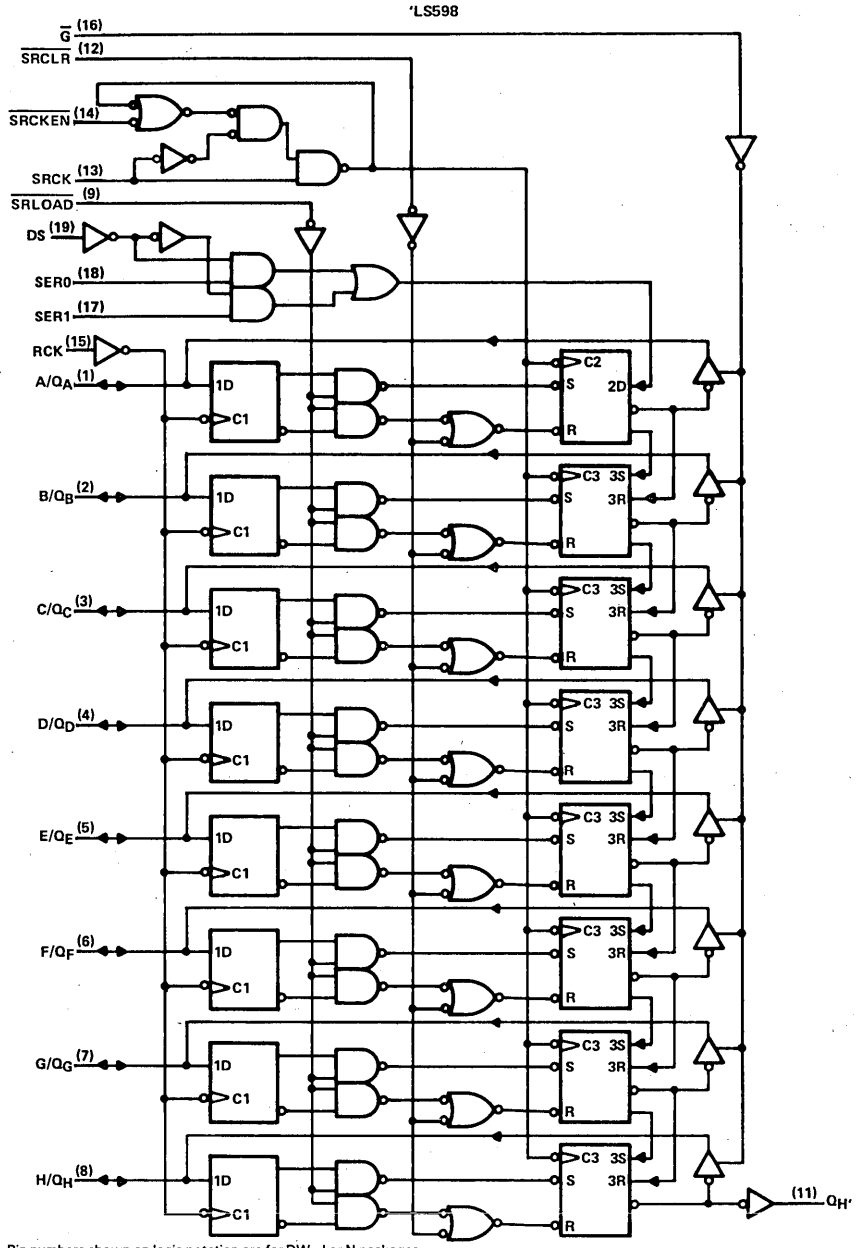 'LS598
G̅ (16)
S̅R̅C̅L̅R̅ (12)
S̅R̅C̅K̅E̅N̅ (14)
SRCK (13)
S̅R̅L̅O̅A̅D̅ (9)
DS (19)
SER0 (18)
SER1 (17)
RCK (15)
C2
A/QA (1)
1D
S
2D
C1
R
C3 3S
B/QB (2)
1D
S
3R
C1
R
C3 3S
C/QC (3)
1D
S
3R
C1
R
C3 3S
D/QD (4)
1D
S
3R
C1
R
C3 3S
E/QE (5)
1D
S
3R
C1
R
C3 3S
F/QF (6)
1D
S
3R
C1
R
C3 3S
G/QG (7)
1D
S
3R
C1
R
C3 3S
H/QH (8)
1D
S
3R
(11) QH'
C1
R